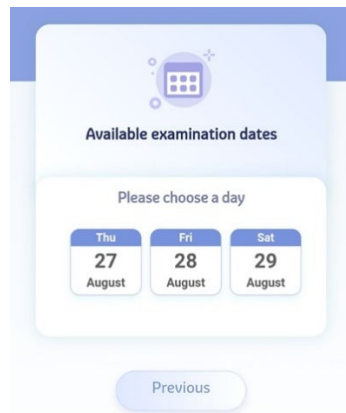 Available examination dates
Please choose a day
Thu Fri Sat
27 28 29
August August August
Previous